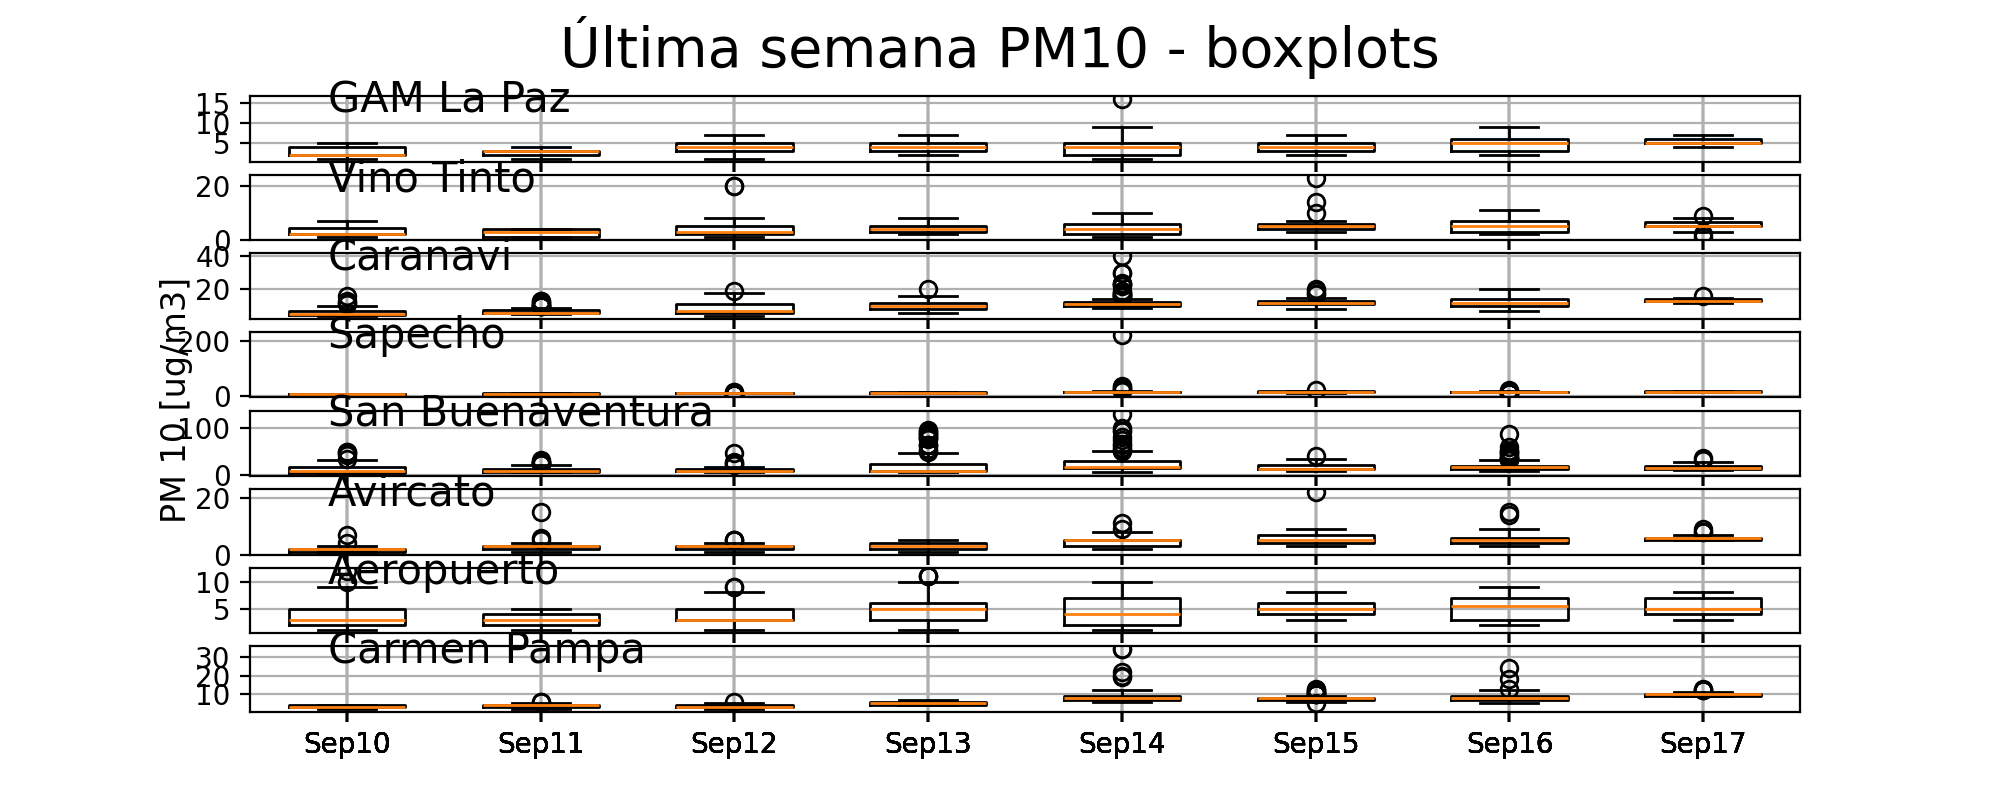 Última semana PM10 - boxplots
GAM La Paz
15
10
5
Vino Tinto
20
0
Caranavi
40
20
Sapecho
200
0
PM 10 [ug/m3]
San Buenaventura
100
0
Avircato
20
0
Aeropuerto
10
5
Carmen Pampa
30
20
10
Sep10 Sep11 Sep12 Sep13 Sep14 Sep15 Sep16 Sep17